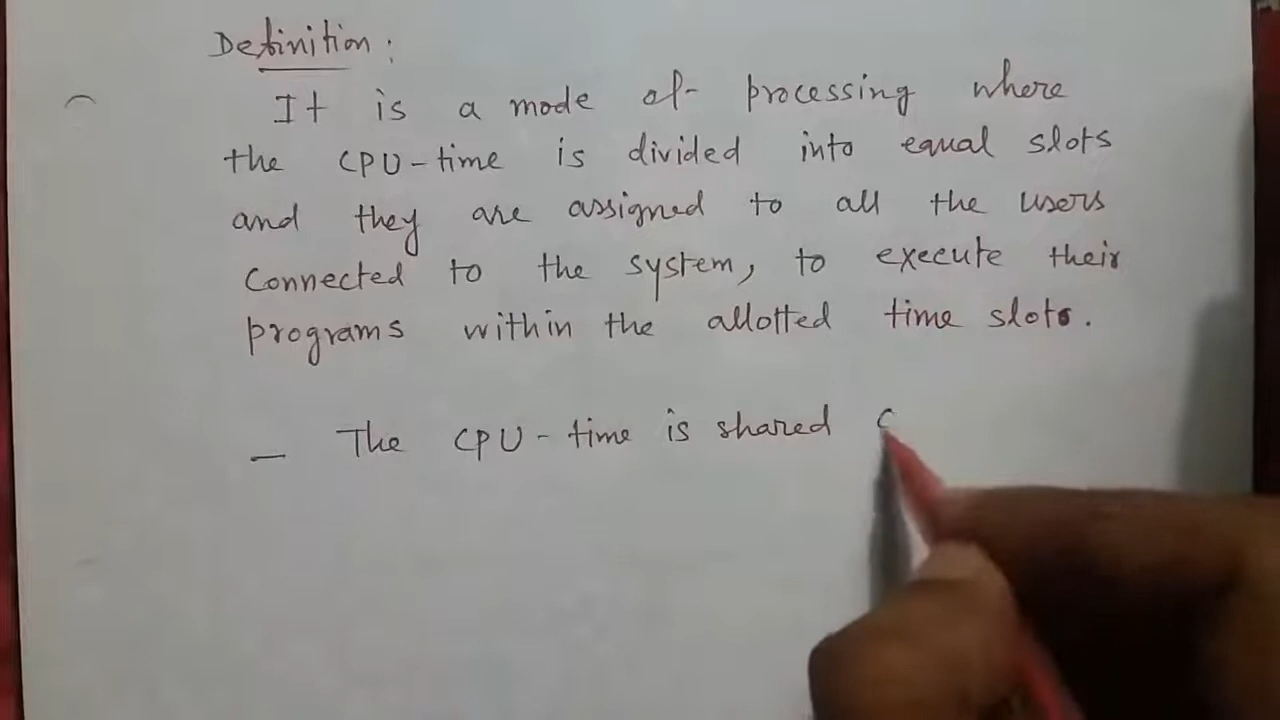 Definition:
It is a mode of processing where
the CPU-time is divided into equal slots
and they are assigned to all the users
Connected to the system, to execute their
programs within the allotted time slots.
— The CPU-time is shared